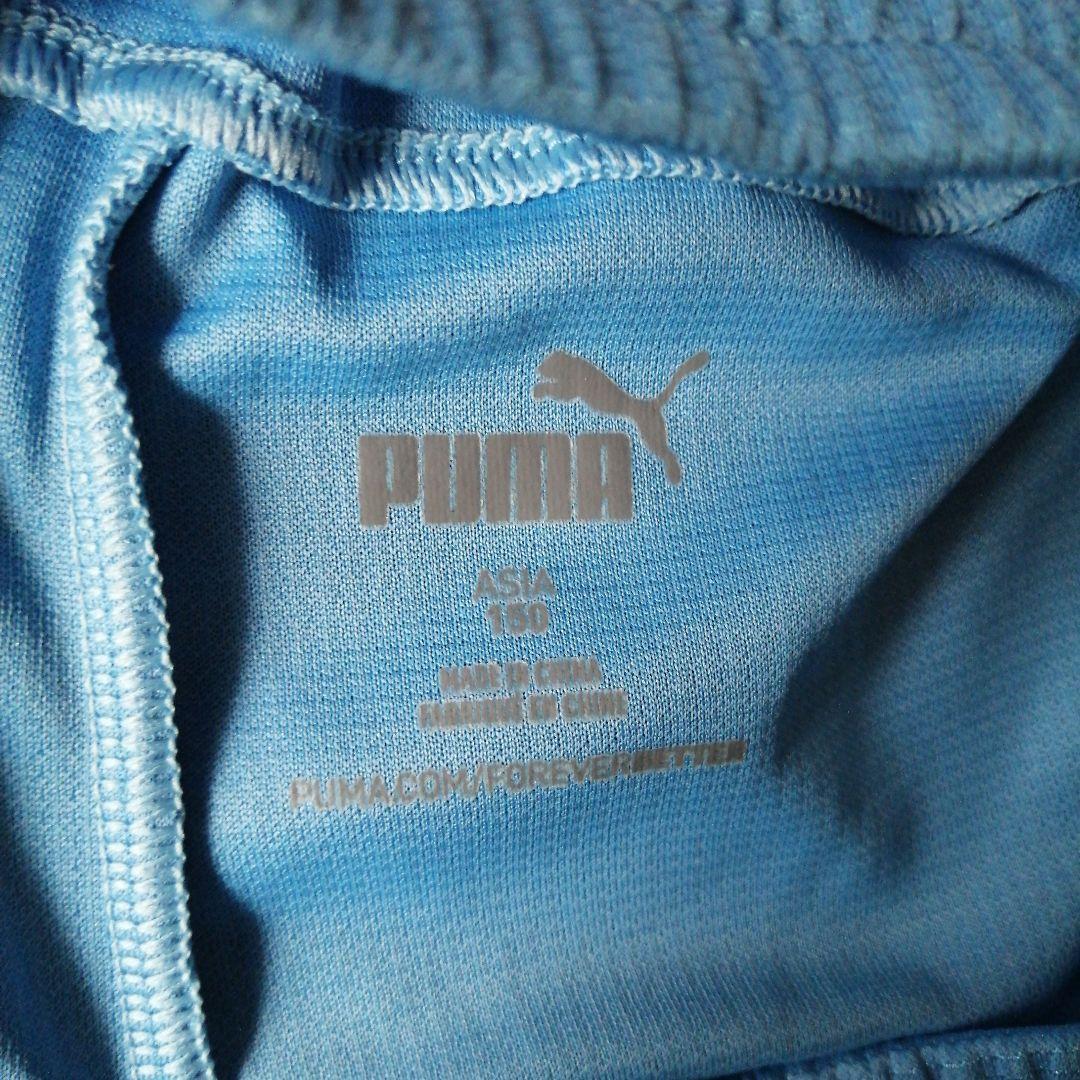 PUMA
ASIA
150
MADE IN CHINA
FABRIQUÉ EN CHINE
PUMA.COM/FOREVERBETTER